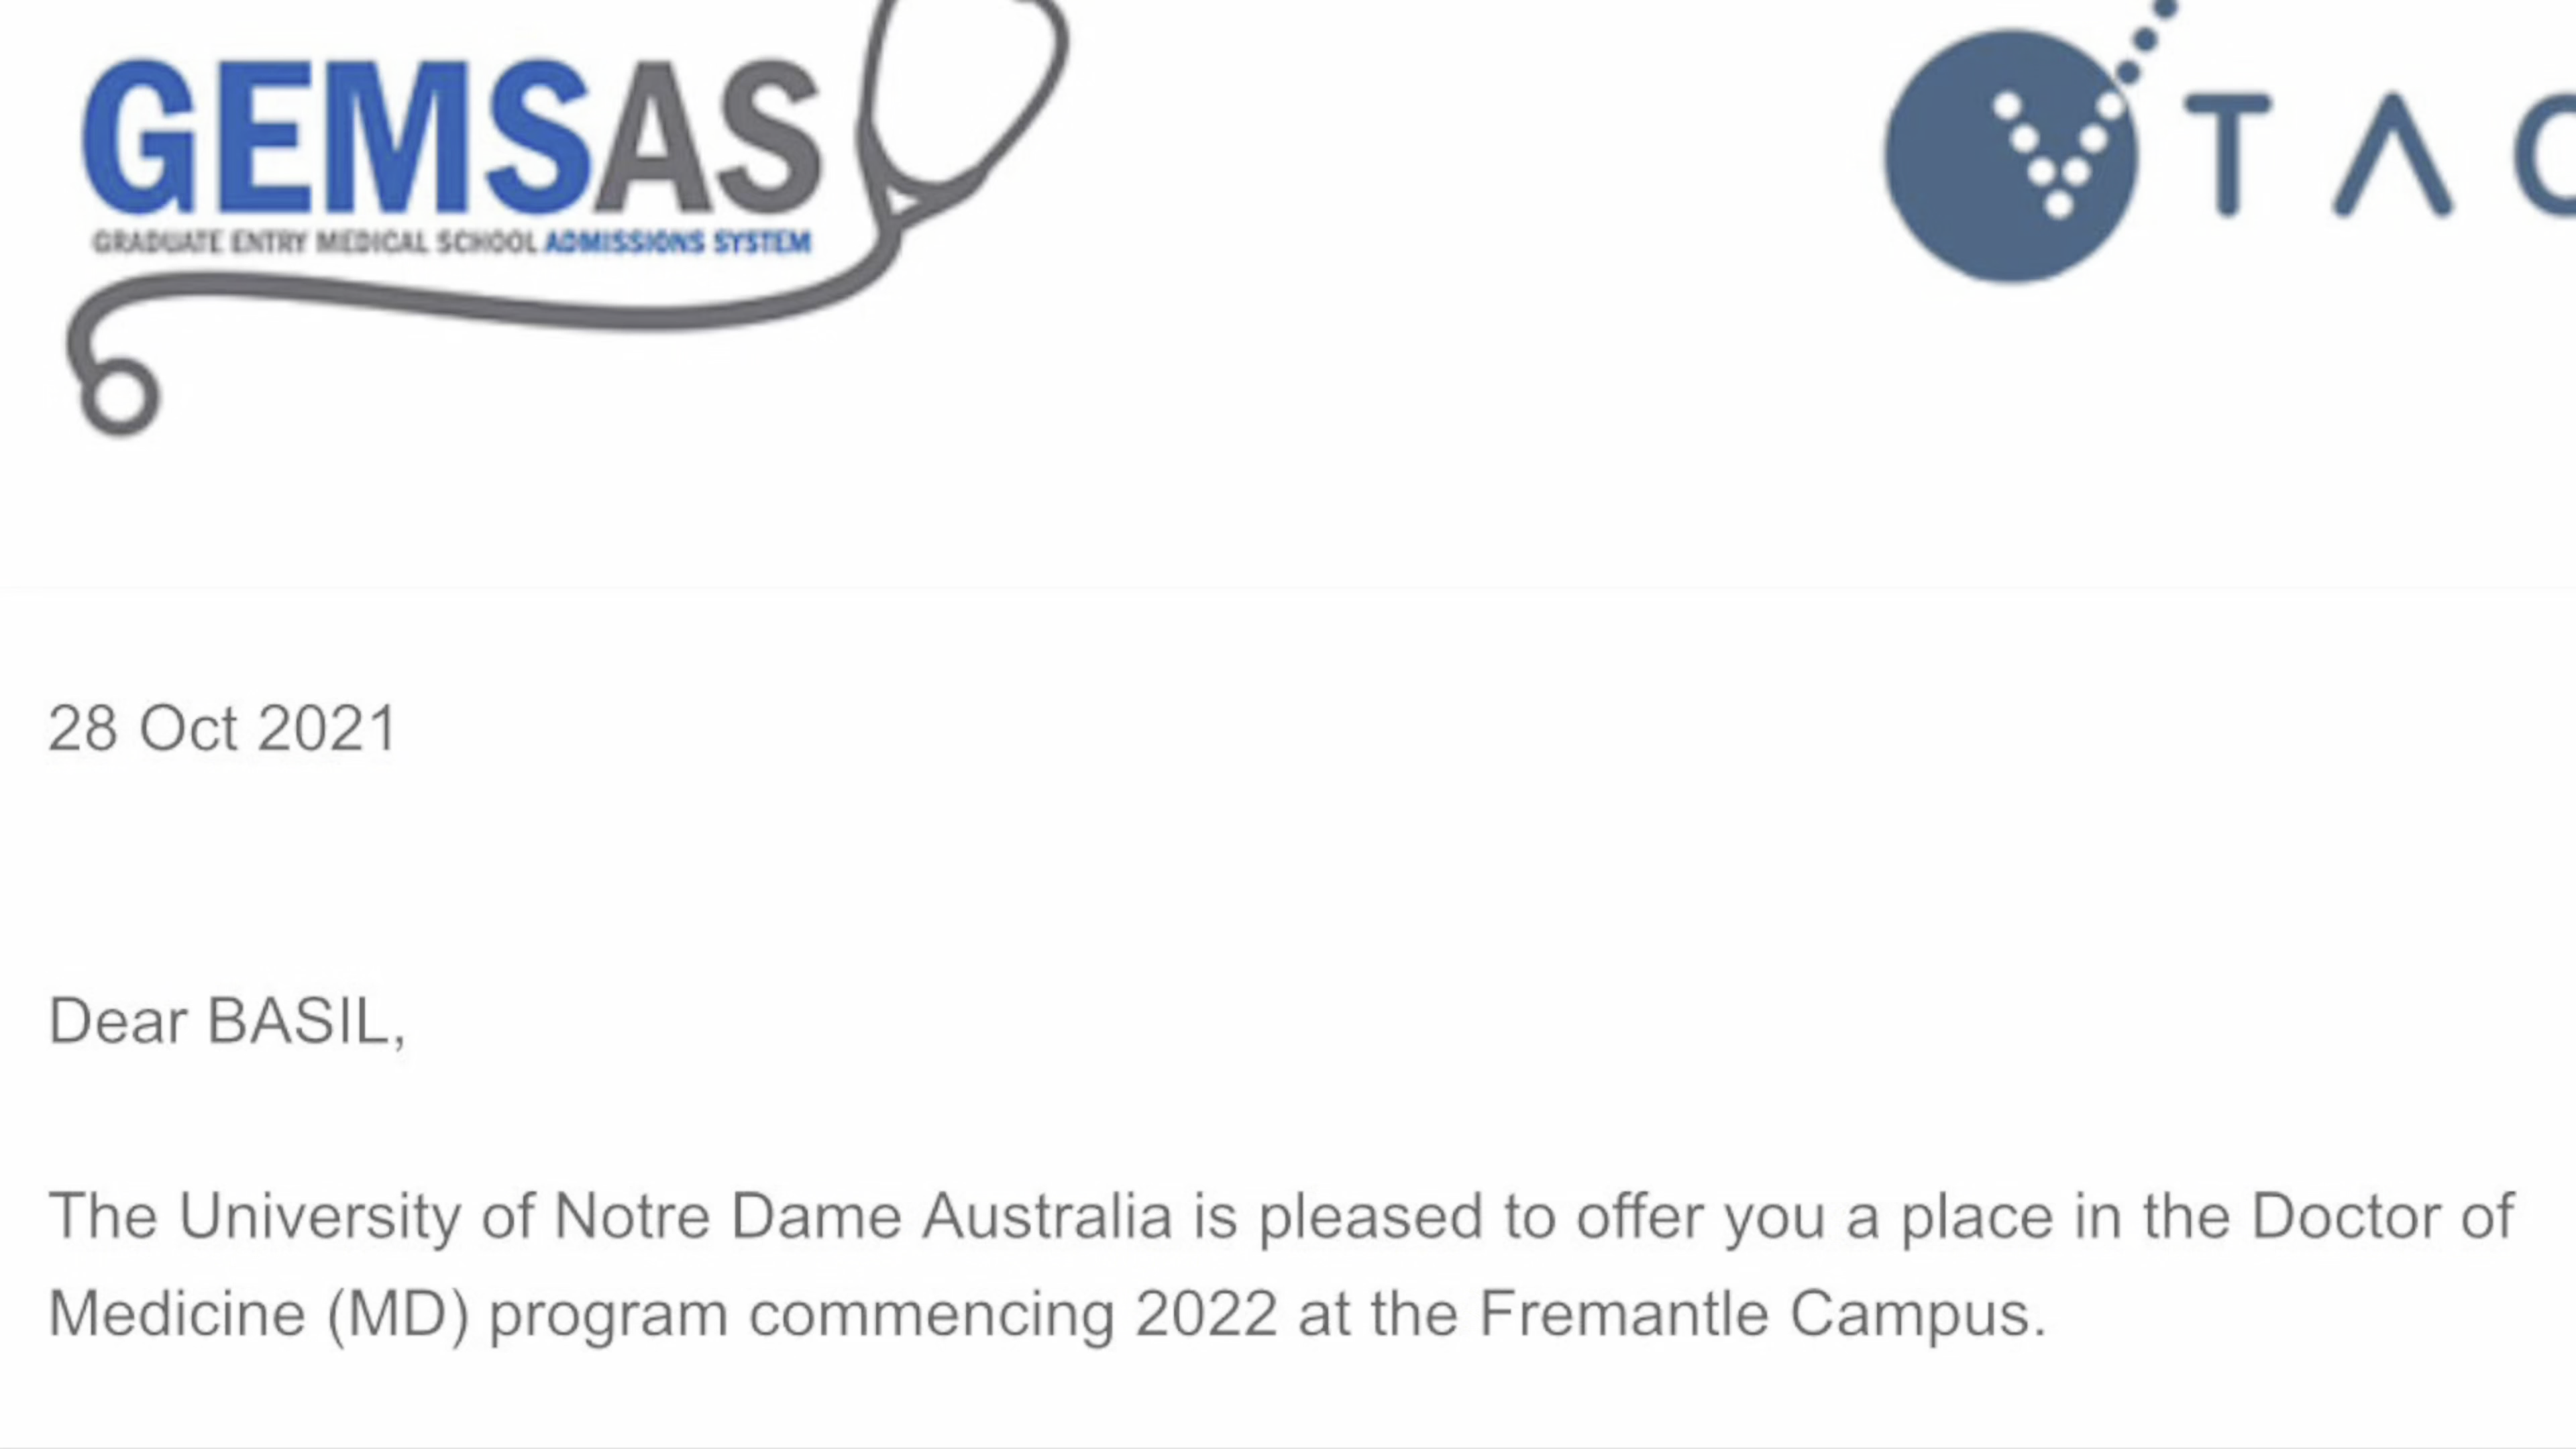 GEMSAS
GRADUATE ENTRY MEDICAL SCHOOL ADMISSIONS SYSTEM
VTAC
28 Oct 2021
Dear BASIL,
The University of Notre Dame Australia is pleased to offer you a place in the Doctor of
Medicine (MD) program commencing 2022 at the Fremantle Campus.